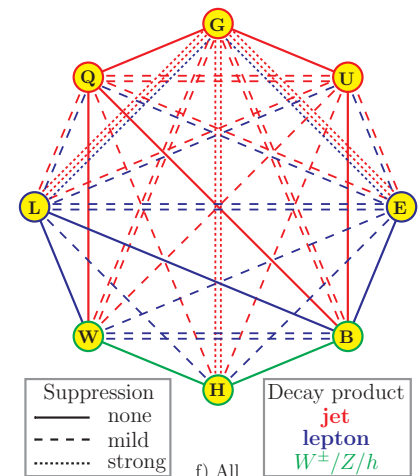 G
Q U
L E
W B
H
Suppression
none
mild
strong
f) All
Decay product
jet
lepton
W±/Z/h